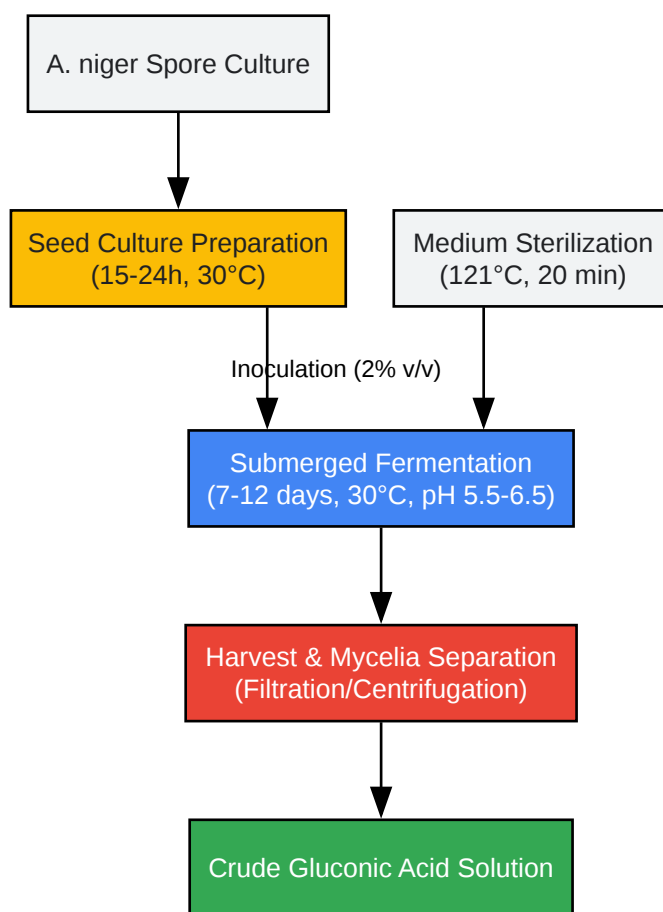 A. niger Spore Culture
Seed Culture Preparation
(15-24h, 30°C)
Medium Sterilization
(121°C, 20 min)
Inoculation (2% v/v)
Submerged Fermentation
(7-12 days, 30°C, pH 5.5-6.5)
Harvest & Mycelia Separation
(Filtration/Centrifugation)
Crude Gluconic Acid Solution